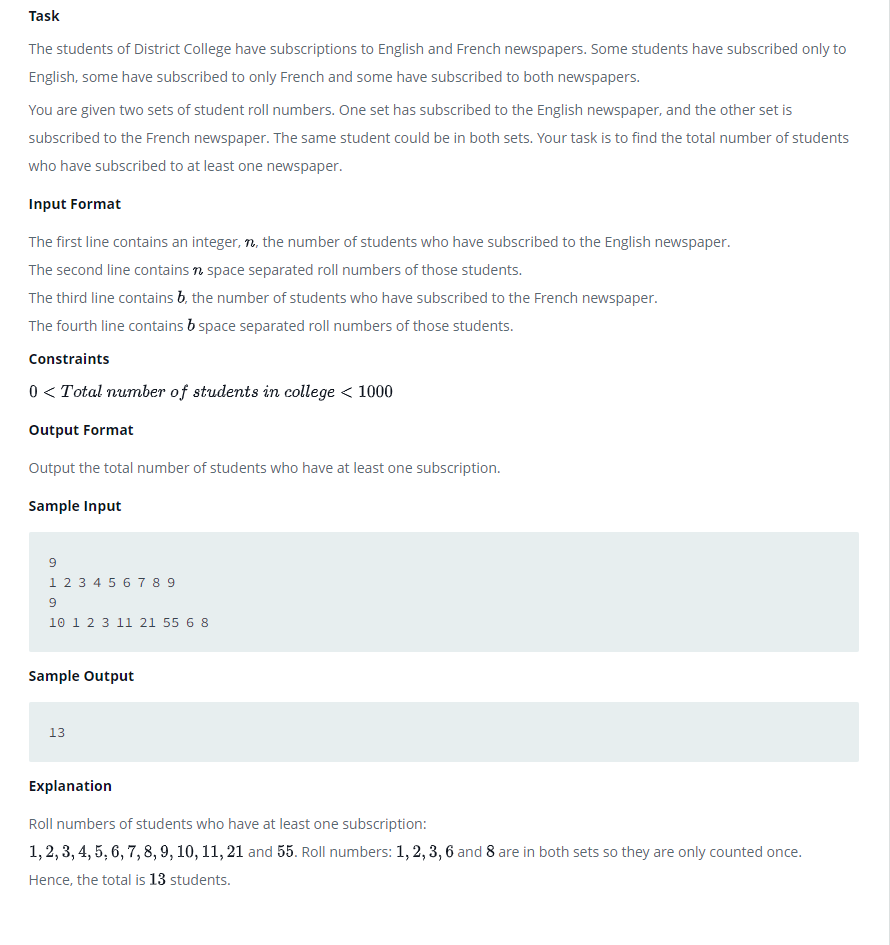 Task
The students of District College have subscriptions to English and French newspapers. Some students have subscribed only to
English, some have subscribed to only French and some have subscribed to both newspapers.
You are given two sets of student roll numbers. One set has subscribed to the English newspaper, and the other set is
subscribed to the French newspaper. The same student could be in both sets. Your task is to find the total number of students
who have subscribed to at least one newspaper.
Input Format
The first line contains an integer, n, the number of students who have subscribed to the English newspaper.
The second line contains n space separated roll numbers of those students.
The third line contains b, the number of students who have subscribed to the French newspaper.
The fourth line contains b space separated roll numbers of those students.
Constraints
0 < Total number of students in college < 1000
Output Format
Output the total number of students who have at least one subscription.
Sample Input
9
1 2 3 4 5 6 7 8 9
9
10 1 2 3 11 21 55 6 8
Sample Output
13
Explanation
Roll numbers of students who have at least one subscription:
1, 2, 3, 4, 5, 6, 7, 8, 9, 10, 11, 21 and 55. Roll numbers: 1, 2, 3, 6 and 8 are in both sets so they are only counted once.
Hence, the total is 13 students.